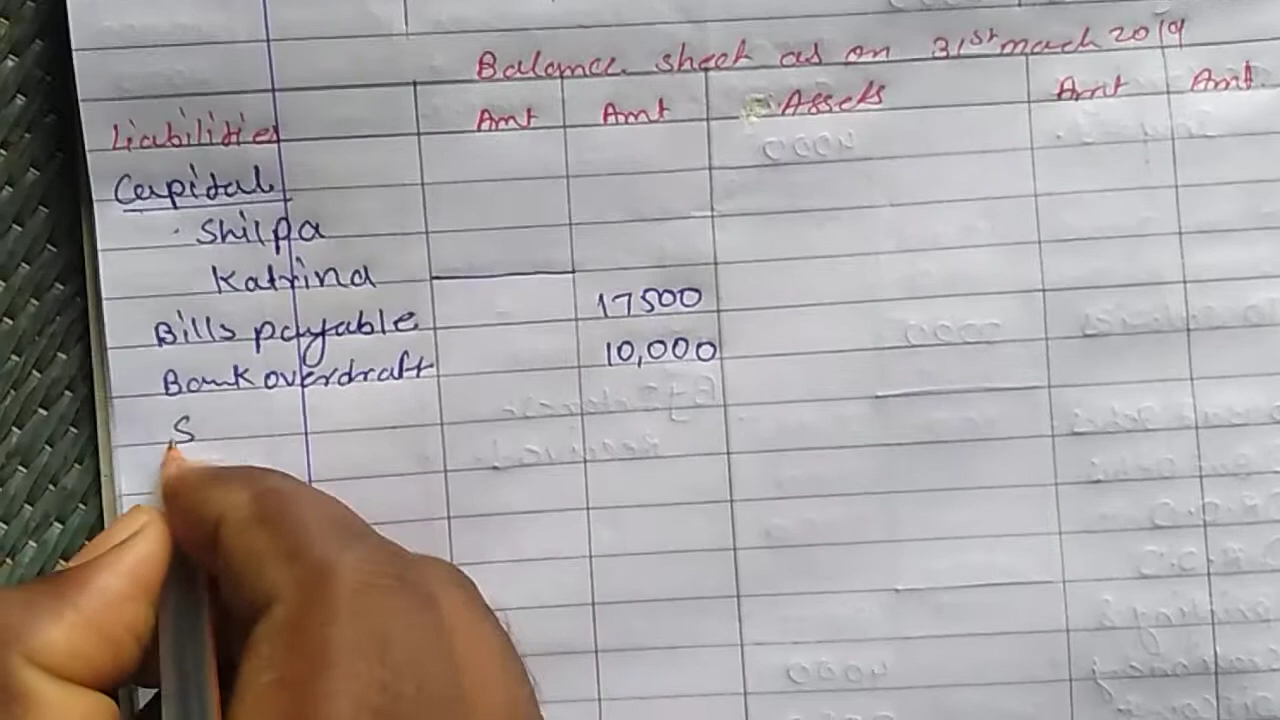 Balance sheet as on 31st march 2019
Liabilities Amt Amt Assets Amt Amt.
Capital
Shilpa
Katrina
Bills payable 17500
Bank overdraft 10,000
S